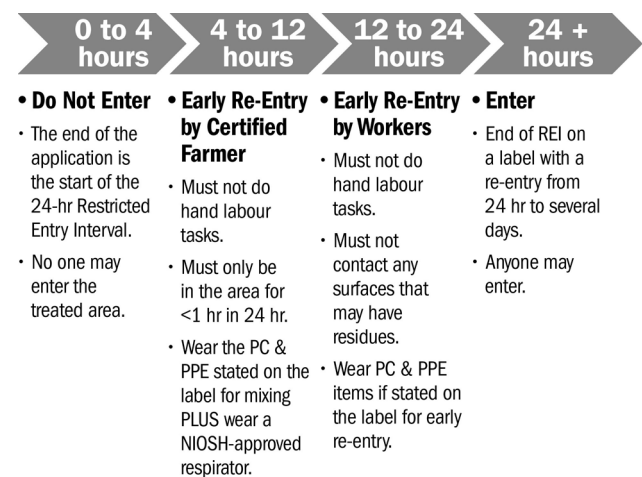 0 to 4
hours
4 to 12
hours
12 to 24
hours
24 +
hours
• Do Not Enter
• The end of the
application is
the start of the
24-hr Restricted
Entry Interval.
• No one may
enter the
treated area.
• Early Re-Entry
by Certified
Farmer
• Must not do
hand labour
tasks.
• Must only be
in the area for
<1 hr in 24 hr.
• Wear the PC &
PPE stated on the
label for mixing
PLUS wear a
NIOSH-approved
respirator.
• Early Re-Entry
by Workers
• Must not do
hand labour
tasks.
• Must not
contact any
surfaces that
may have
residues.
• Wear PC & PPE
items if stated on
the label for early
re-entry.
• Enter
• End of REI on
a label with a
re-entry from
24 hr to several
days.
• Anyone may
enter.